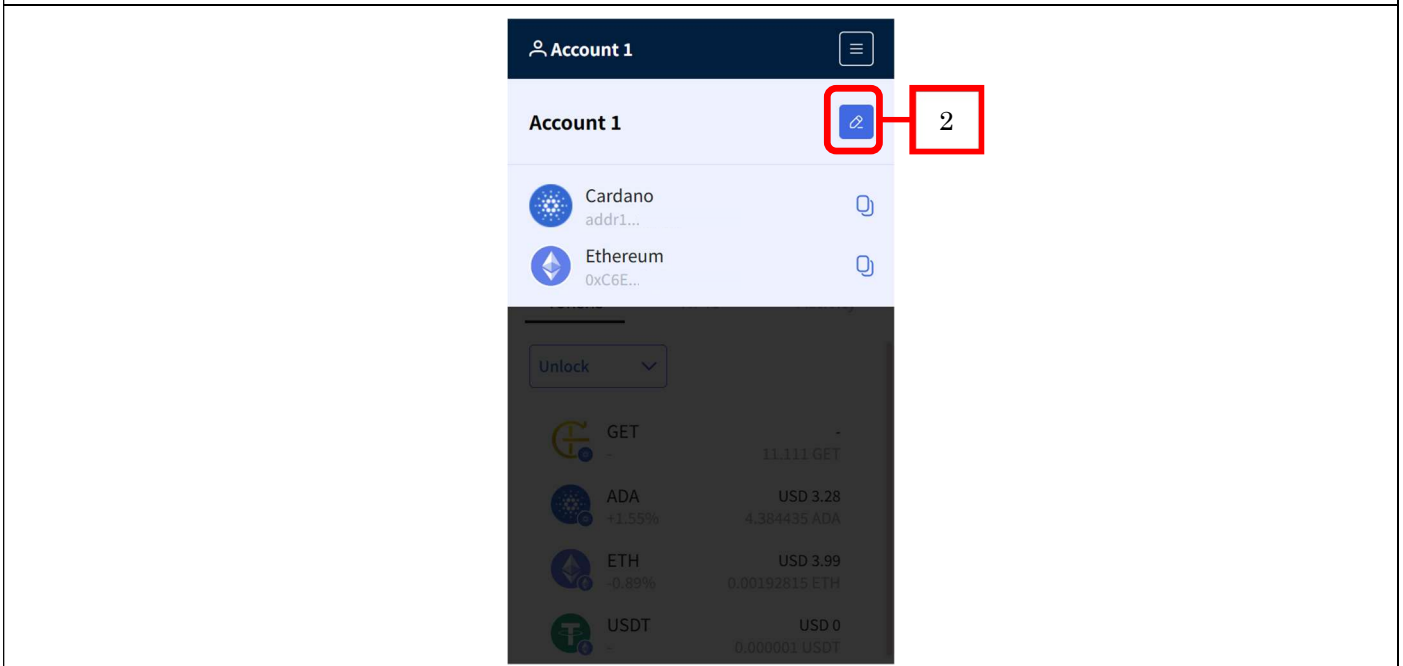 Account 1
Account 1
2
Cardano
addr1...
Ethereum
0xC6E...
Unlock
GET
-
-
11.111 GET
ADA
USD 3.28
+1.55%
4.384435 ADA
ETH
USD 3.99
-0.89%
0.00192815 ETH
USDT
USD 0
-
0.000001 USDT